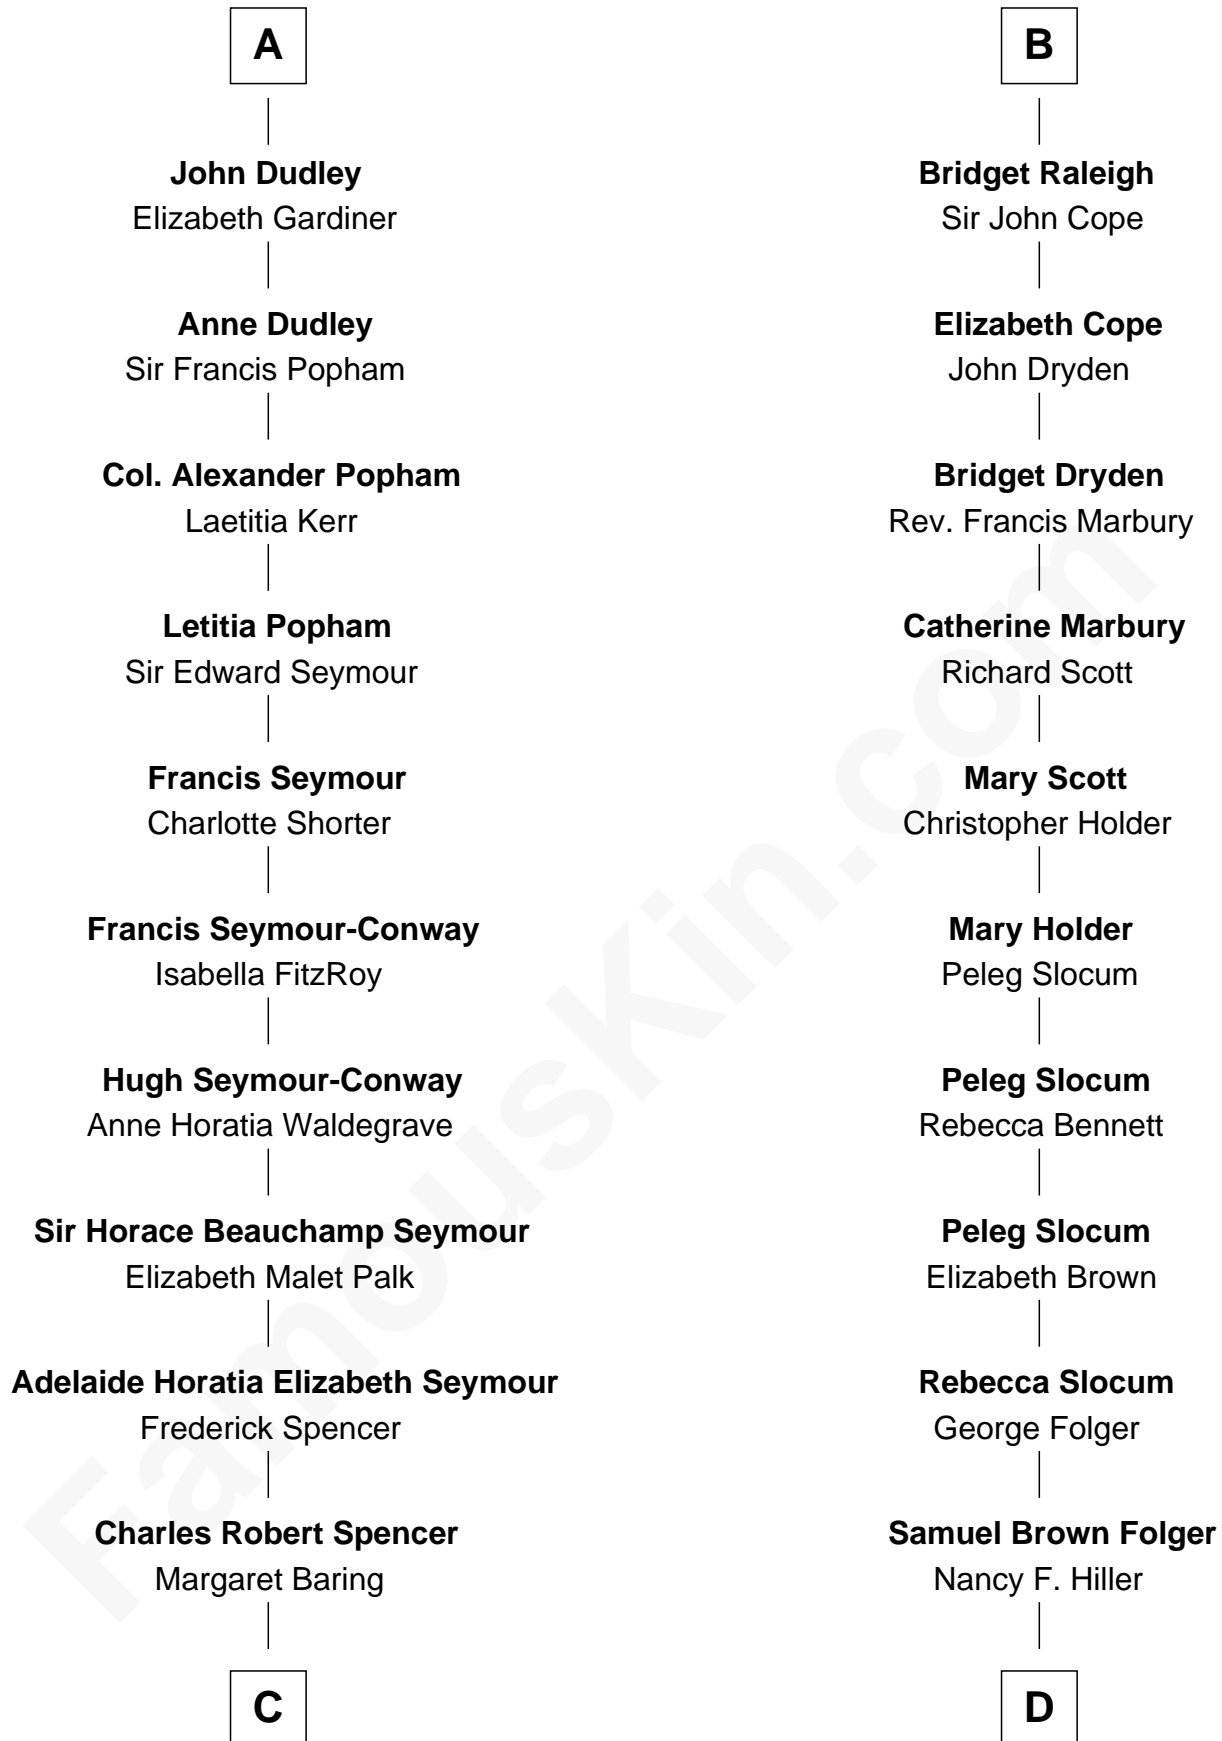 A
John Dudley
Elizabeth Gardiner
Anne Dudley
Sir Francis Popham
Col. Alexander Popham
Laetitia Kerr
Letitia Popham
Sir Edward Seymour
Francis Seymour
Charlotte Shorter
Francis Seymour-Conway
Isabella FitzRoy
Hugh Seymour-Conway
Anne Horatia Waldegrave
Sir Horace Beauchamp Seymour
Elizabeth Malet Palk
Adelaide Horatia Elizabeth Seymour
Frederick Spencer
Charles Robert Spencer
Margaret Baring
C
B
Bridget Raleigh
Sir John Cope
Elizabeth Cope
John Dryden
Bridget Dryden
Rev. Francis Marbury
Catherine Marbury
Richard Scott
Mary Scott
Christopher Holder
Mary Holder
Peleg Slocum
Peleg Slocum
Rebecca Bennett
Peleg Slocum
Elizabeth Brown
Rebecca Slocum
George Folger
Samuel Brown Folger
Nancy F. Hiller
D
FamousKin.com